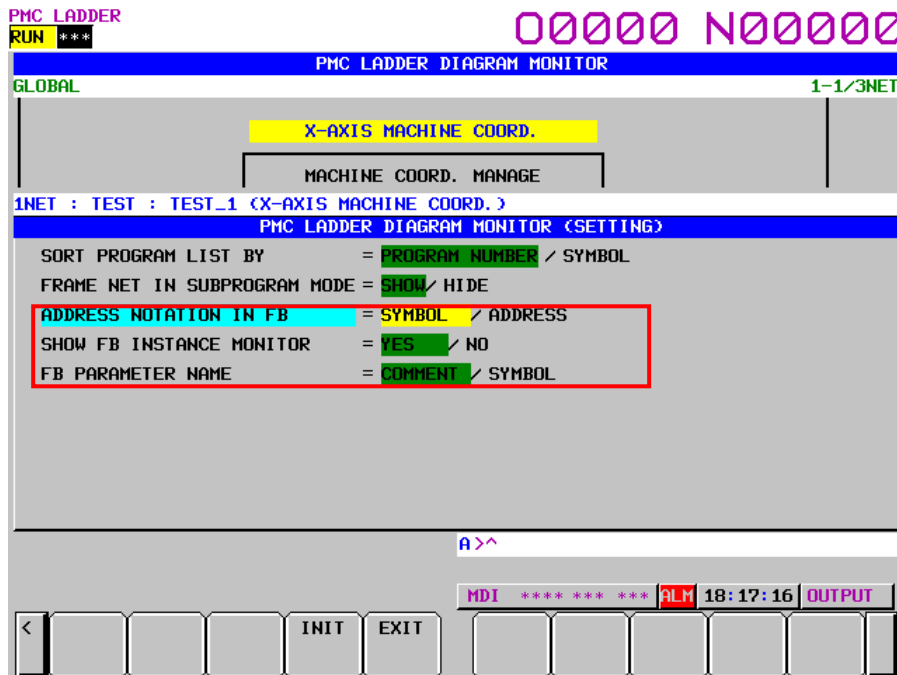 PMC LADDER
RUN *** O0000 N00000
PMC LADDER DIAGRAM MONITOR
GLOBAL 1-1/3NET
X-AXIS MACHINE COORD.
MACHINE COORD. MANAGE
1NET : TEST : TEST_1 (X-AXIS MACHINE COORD.)
PMC LADDER DIAGRAM MONITOR (SETTING)
SORT PROGRAM LIST BY = PROGRAM NUMBER / SYMBOL
FRAME NET IN SUBPROGRAM MODE = SHOW/ HIDE
ADDRESS NOTATION IN FB = SYMBOL / ADDRESS
SHOW FB INSTANCE MONITOR = YES / NO
FB PARAMETER NAME = COMMENT / SYMBOL
A>^
MDI **** *** *** ALM 18:17:16 OUTPUT
< INIT EXIT